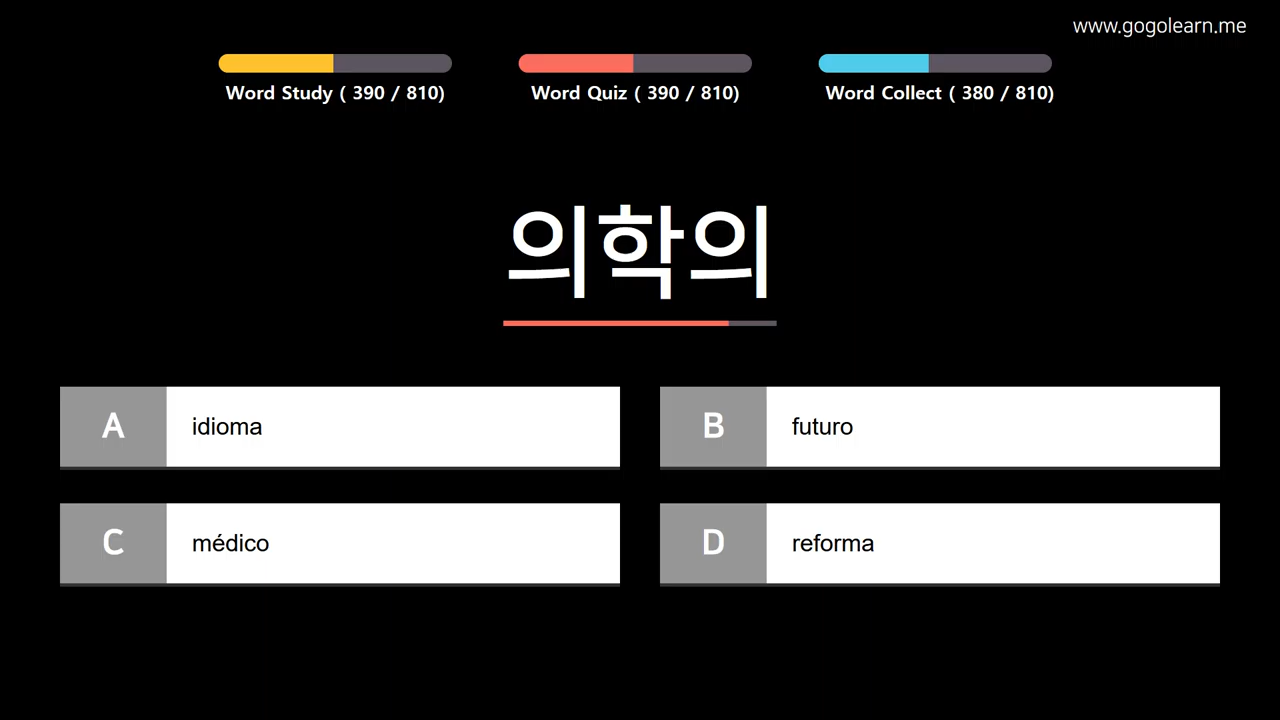 www.gogolearn.me
Word Study ( 390 / 810)
Word Quiz ( 390 / 810)
Word Collect ( 380 / 810)
의학의
A idioma
B futuro
C médico
D reforma